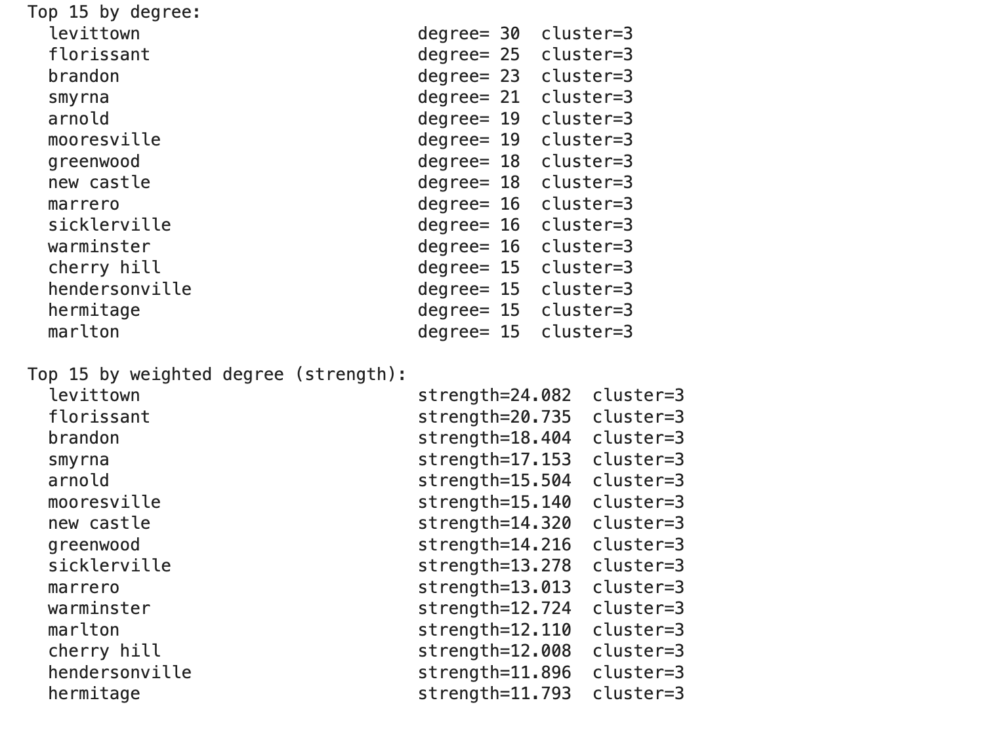 Top 15 by degree:
levittown degree= 30 cluster=3
florissant degree= 25 cluster=3
brandon degree= 23 cluster=3
smyrna degree= 21 cluster=3
arnold degree= 19 cluster=3
mooresville degree= 19 cluster=3
greenwood degree= 18 cluster=3
new castle degree= 18 cluster=3
marrero degree= 16 cluster=3
sicklerville degree= 16 cluster=3
warminster degree= 16 cluster=3
cherry hill degree= 15 cluster=3
hendersonville degree= 15 cluster=3
hermitage degree= 15 cluster=3
marlton degree= 15 cluster=3
Top 15 by weighted degree (strength):
levittown strength=24.082 cluster=3
florissant strength=20.735 cluster=3
brandon strength=18.404 cluster=3
smyrna strength=17.153 cluster=3
arnold strength=15.504 cluster=3
mooresville strength=15.140 cluster=3
new castle strength=14.320 cluster=3
greenwood strength=14.216 cluster=3
sicklerville strength=13.278 cluster=3
marrero strength=13.013 cluster=3
warminster strength=12.724 cluster=3
marlton strength=12.110 cluster=3
cherry hill strength=12.008 cluster=3
hendersonville strength=11.896 cluster=3
hermitage strength=11.793 cluster=3